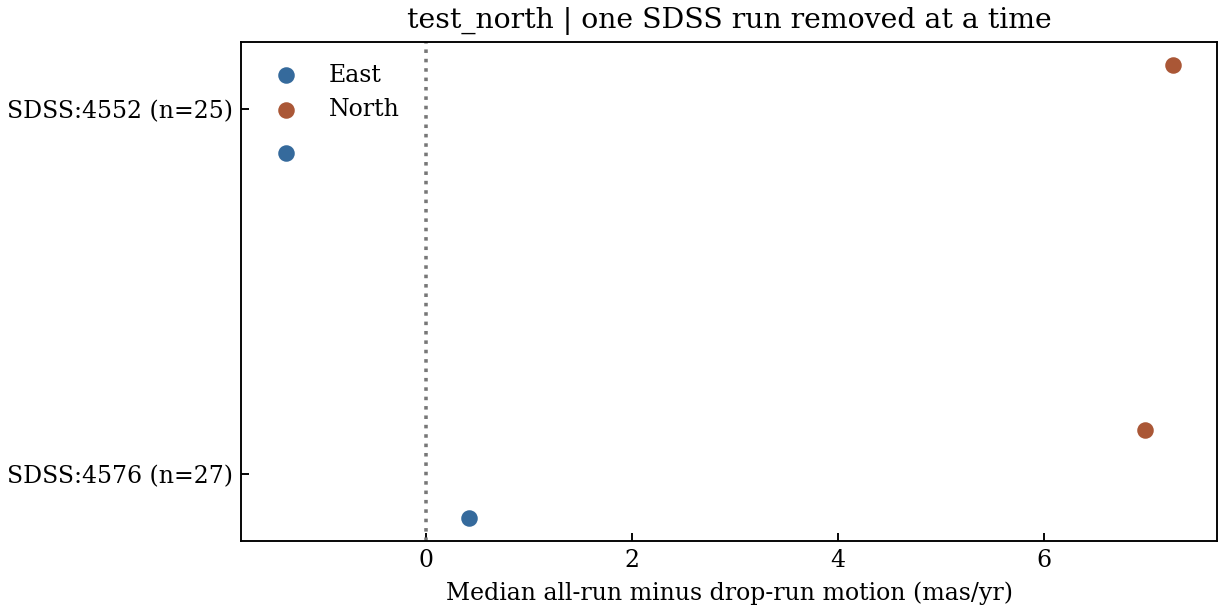 test_north | one SDSS run removed at a time
East
North
SDSS:4552 (n=25)
SDSS:4576 (n=27)
0 2 4 6
Median all-run minus drop-run motion (mas/yr)